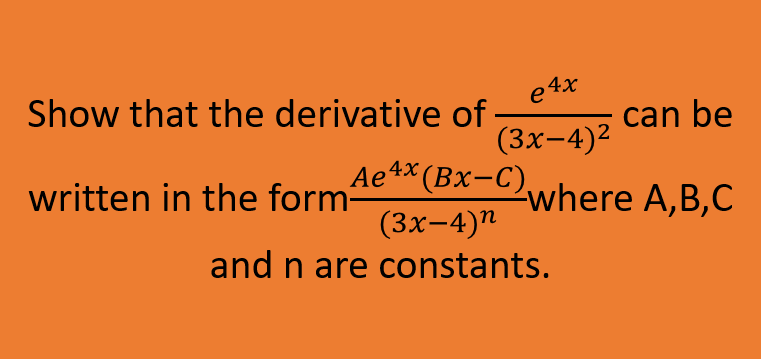 Show that the derivative of $\frac{e^{4x}}{(3x-4)^2}$ can be
written in the form $\frac{Ae^{4x}(Bx-C)}{(3x-4)^n}$ where A,B,C
and n are constants.